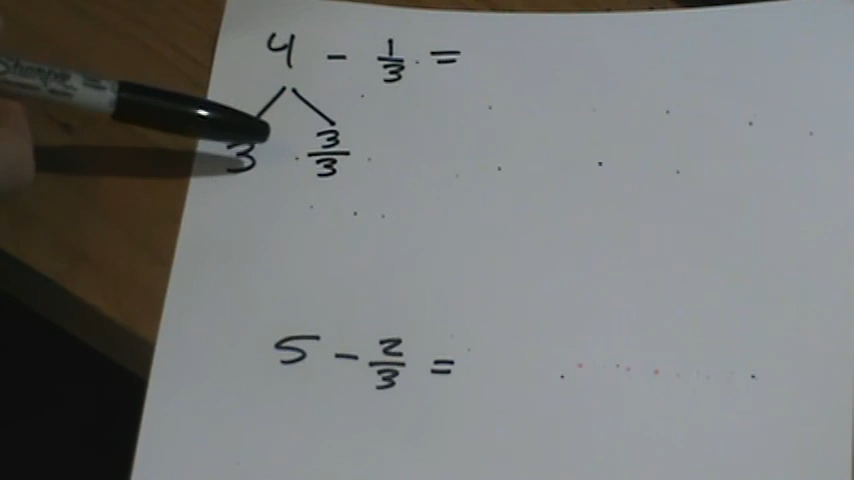 Sharpie
4 - 1/3 =
3 3/3
5 - 2/3 =